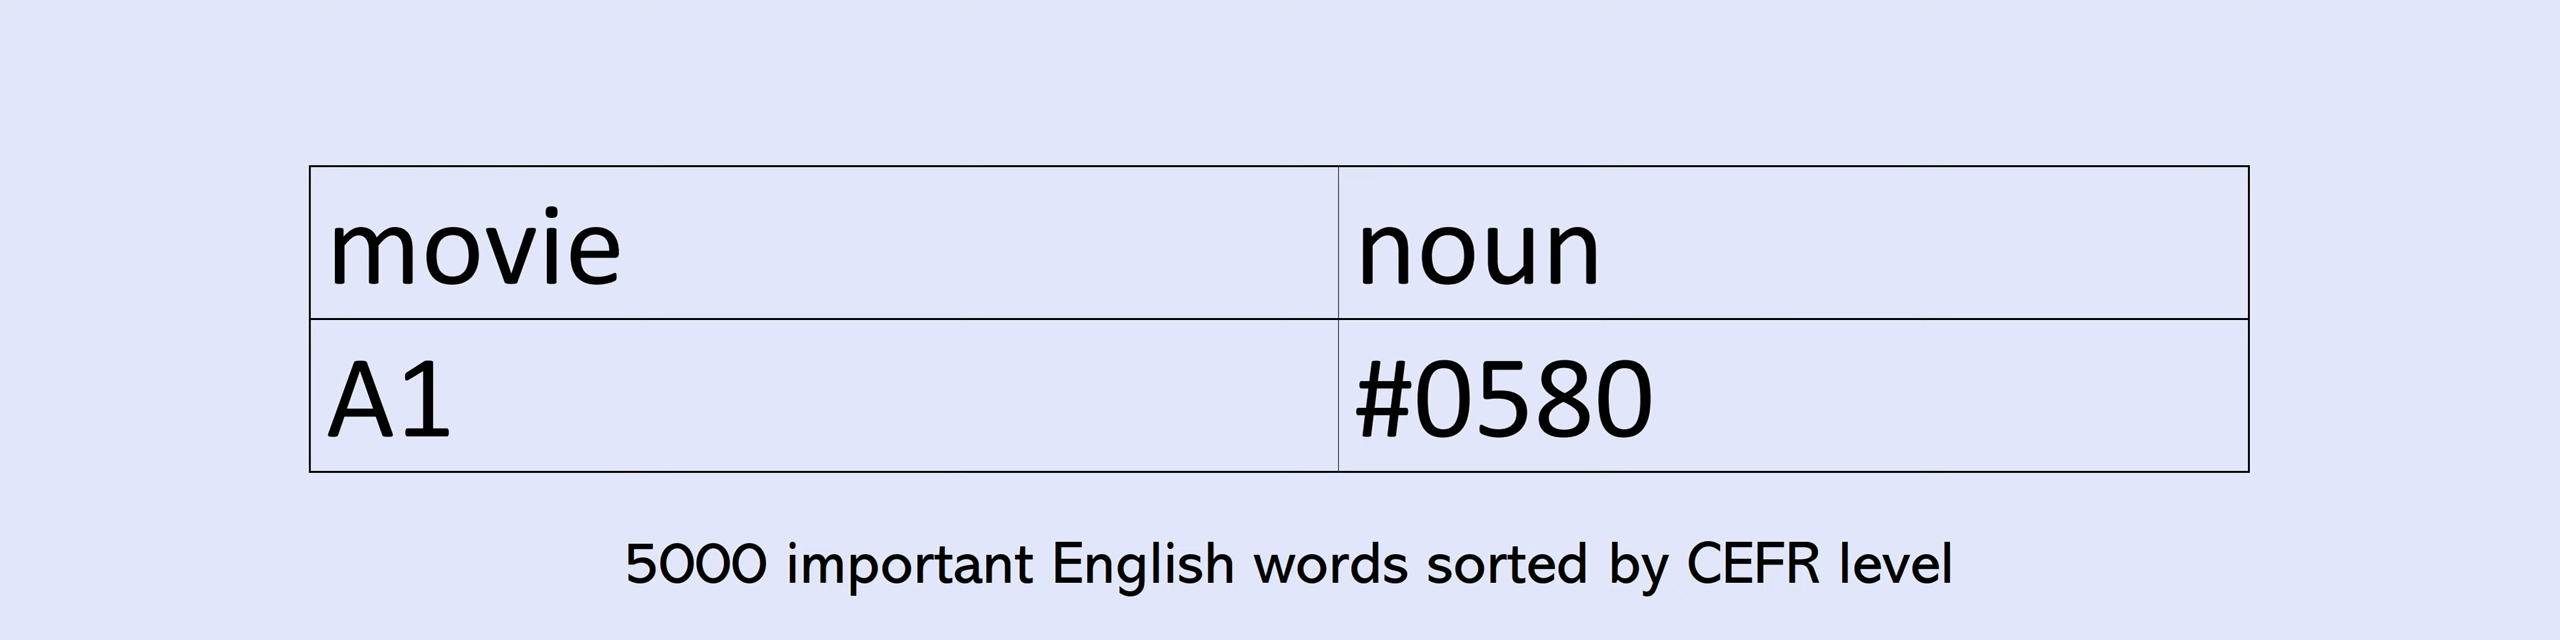 movie noun
A1 #0580
5000 important English words sorted by CEFR level